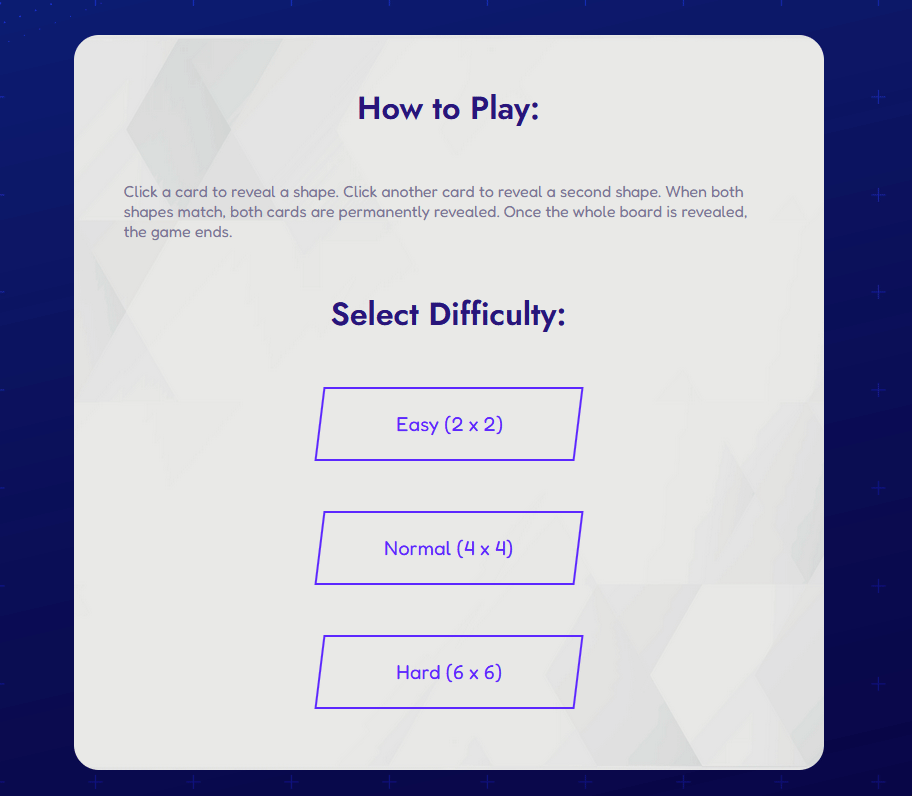 How to Play:
Click a card to reveal a shape. Click another card to reveal a second shape. When both
shapes match, both cards are permanently revealed. Once the whole board is revealed,
the game ends.
Select Difficulty:
Easy (2 x 2)
Normal (4 x 4)
Hard (6 x 6)